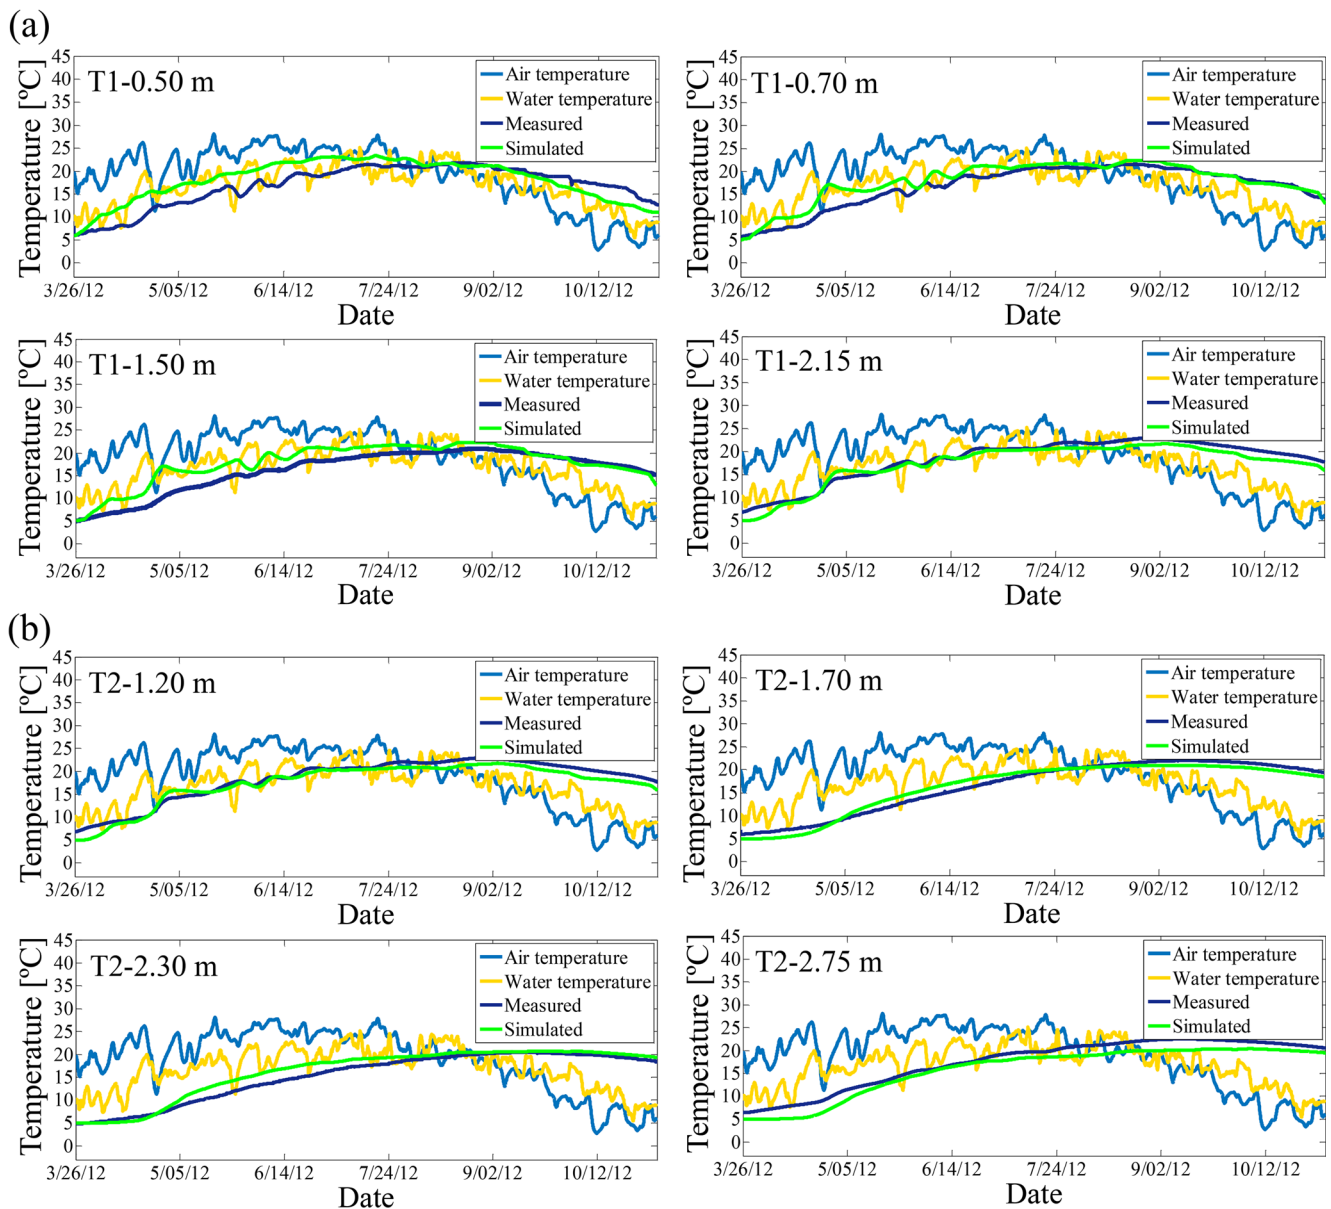 (a)
T1-0.50 m
Air temperature
Water temperature
Measured
Simulated
Temperature [ºC]
45
40
35
30
25
20
15
10
5
0
3/26/12 5/05/12 6/14/12 7/24/12 9/02/12 10/12/12
Date
T1-0.70 m
Air temperature
Water temperature
Measured
Simulated
Temperature [ºC]
45
40
35
30
25
20
15
10
5
0
3/26/12 5/05/12 6/14/12 7/24/12 9/02/12 10/12/12
Date
T1-1.50 m
Air temperature
Water temperature
Measured
Simulated
Temperature [ºC]
45
40
35
30
25
20
15
10
5
0
3/26/12 5/05/12 6/14/12 7/24/12 9/02/12 10/12/12
Date
T1-2.15 m
Air temperature
Water temperature
Measured
Simulated
Temperature [ºC]
45
40
35
30
25
20
15
10
5
0
3/26/12 5/05/12 6/14/12 7/24/12 9/02/12 10/12/12
Date
(b)
T2-1.20 m
Air temperature
Water temperature
Measured
Simulated
Temperature [ºC]
45
40
35
30
25
20
15
10
5
0
3/26/12 5/05/12 6/14/12 7/24/12 9/02/12 10/12/12
Date
T2-1.70 m
Air temperature
Water temperature
Measured
Simulated
Temperature [ºC]
45
40
35
30
25
20
15
10
5
0
3/26/12 5/05/12 6/14/12 7/24/12 9/02/12 10/12/12
Date
T2-2.30 m
Air temperature
Water temperature
Measured
Simulated
Temperature [ºC]
45
40
35
30
25
20
15
10
5
0
3/26/12 5/05/12 6/14/12 7/24/12 9/02/12 10/12/12
Date
T2-2.75 m
Air temperature
Water temperature
Measured
Simulated
Temperature [ºC]
45
40
35
30
25
20
15
10
5
0
3/26/12 5/05/12 6/14/12 7/24/12 9/02/12 10/12/12
Date